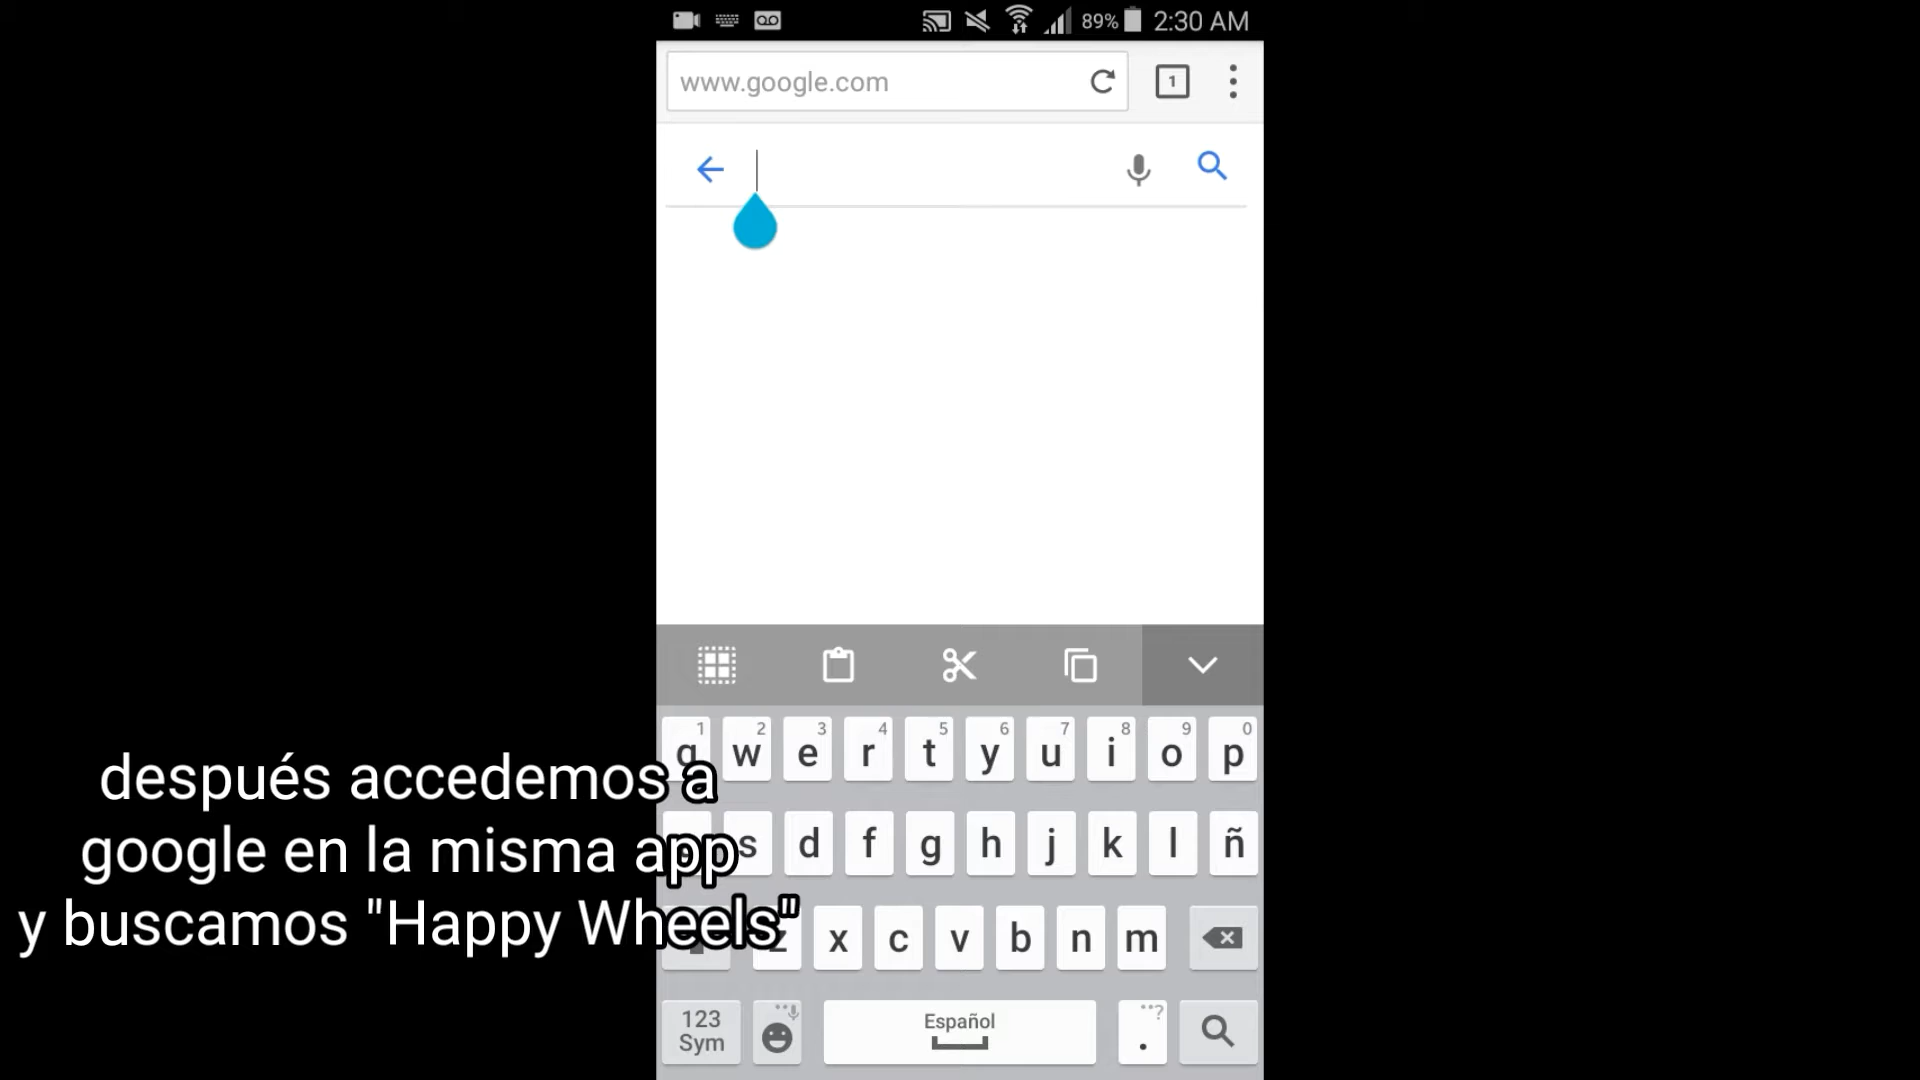 89% 2:30 AM
www.google.com
1
1 2 3 4 5 6 7 8 9 0
q w e r t y u i o p
s d f g h j k l ñ
z x c v b n m
123
Sym
Español
. ?
después accedemos a
google en la misma app
y buscamos "Happy Wheels"